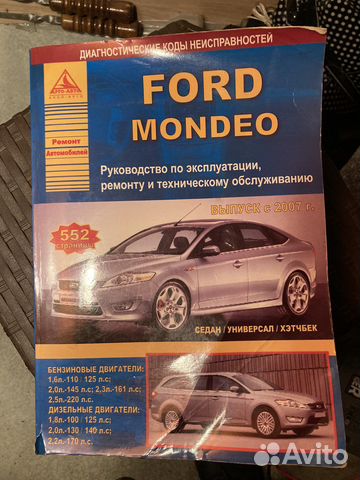 ДИАГНОСТИЧЕСКИЕ КОДЫ НЕИСПРАВНОСТЕЙ
АРГО-АВТО
FORD
MONDEO
Ремонт
Автомобилей
Руководство по эксплуатации,
ремонту и техническому обслуживанию
ВЫПУСК с 2007 г.
552
страницы
СЕДАН / УНИВЕРСАЛ / ХЭТЧБЕК
БЕНЗИНОВЫЕ ДВИГАТЕЛИ:
1,6л.-110 / 125 л.с;
2,0л.-145 л.с; 2,3л.-161 л.с;
2.5л.-220 л.с.
ДИЗЕЛЬНЫЕ ДВИГАТЕЛИ:
1.8л.-100 / 125 л.с;
2,0л.-130 / 140 л.с;
2.2л.-170 л.с.
Avito